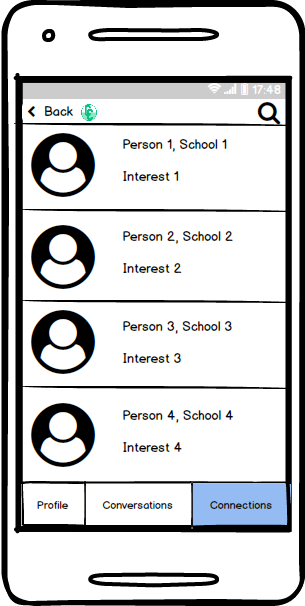 17:48
Back
Person 1, School 1
Interest 1
Person 2, School 2
Interest 2
Person 3, School 3
Interest 3
Person 4, School 4
Interest 4
Profile Conversations Connections